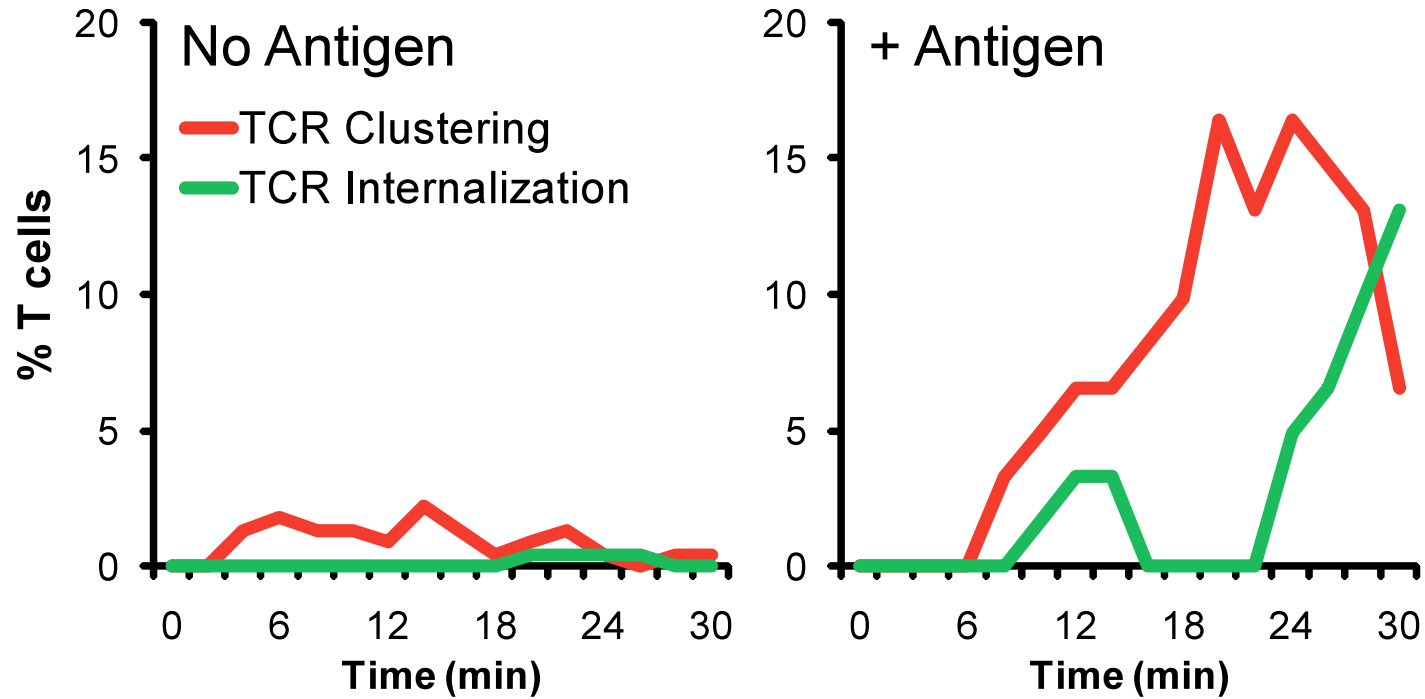 % T cells
20
15
10
5
0
No Antigen
TCR Clustering
TCR Internalization
0 6 12 18 24 30
Time (min)
20
15
10
5
0
+ Antigen
0 6 12 18 24 30
Time (min)